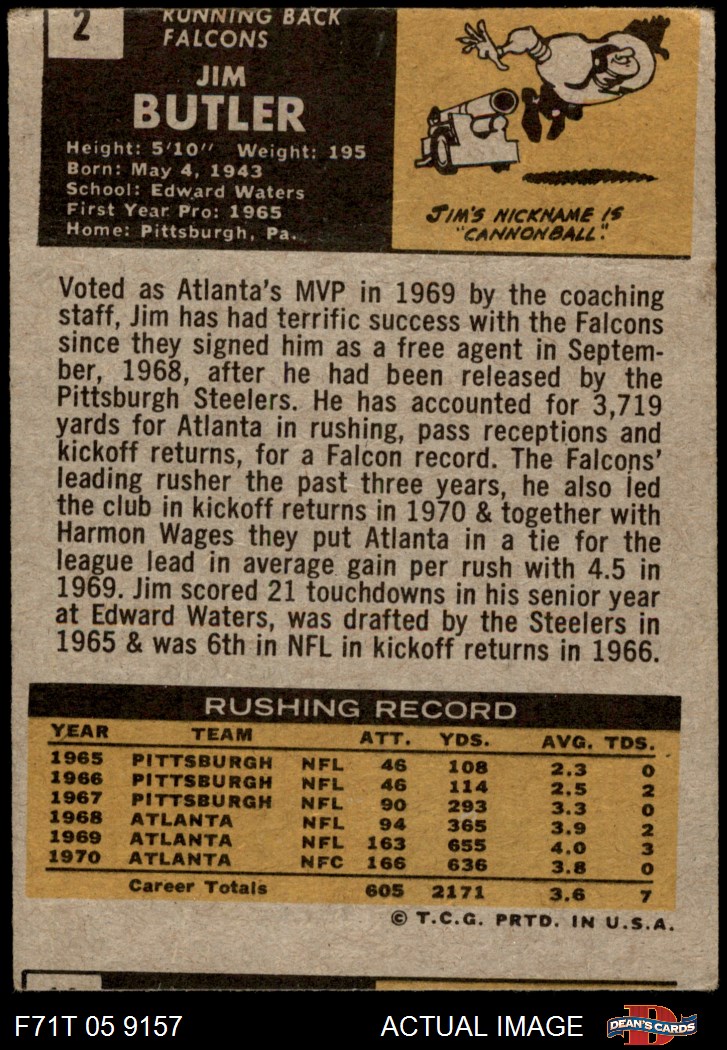 2
RUNNING BACK
FALCONS
JIM
BUTLER
Height: 5'10" Weight: 195
Born: May 4, 1943
School: Edward Waters
First Year Pro: 1965
Home: Pittsburgh, Pa.
JIM'S NICKNAME IS
"CANNONBALL."
Voted as Atlanta's MVP in 1969 by the coaching
staff, Jim has had terrific success with the Falcons
since they signed him as a free agent in Septem-
ber, 1968, after he had been released by the
Pittsburgh Steelers. He has accounted for 3,719
yards for Atlanta in rushing, pass receptions and
kickoff returns, for a Falcon record. The Falcons'
leading rusher the past three years, he also led
the club in kickoff returns in 1970 & together with
Harmon Wages they put Atlanta in a tie for the
league lead in average gain per rush with 4.5 in
1969. Jim scored 21 touchdowns in his senior year
at Edward Waters, was drafted by the Steelers in
1965 & was 6th in NFL in kickoff returns in 1966.
RUSHING RECORD
YEAR TEAM ATT. YDS. AVG. TDS.
1965 PITTSBURGH NFL 46 108 2.3 0
1966 PITTSBURGH NFL 46 114 2.5 2
1967 PITTSBURGH NFL 90 293 3.3 0
1968 ATLANTA NFL 94 365 3.9 2
1969 ATLANTA NFL 163 655 4.0 3
1970 ATLANTA NFC 166 636 3.8 0
Career Totals 605 2171 3.6 7
© T.C.G. PRTD. IN U.S.A.
F71T 05 9157 ACTUAL IMAGE
DEAN'S CARDS